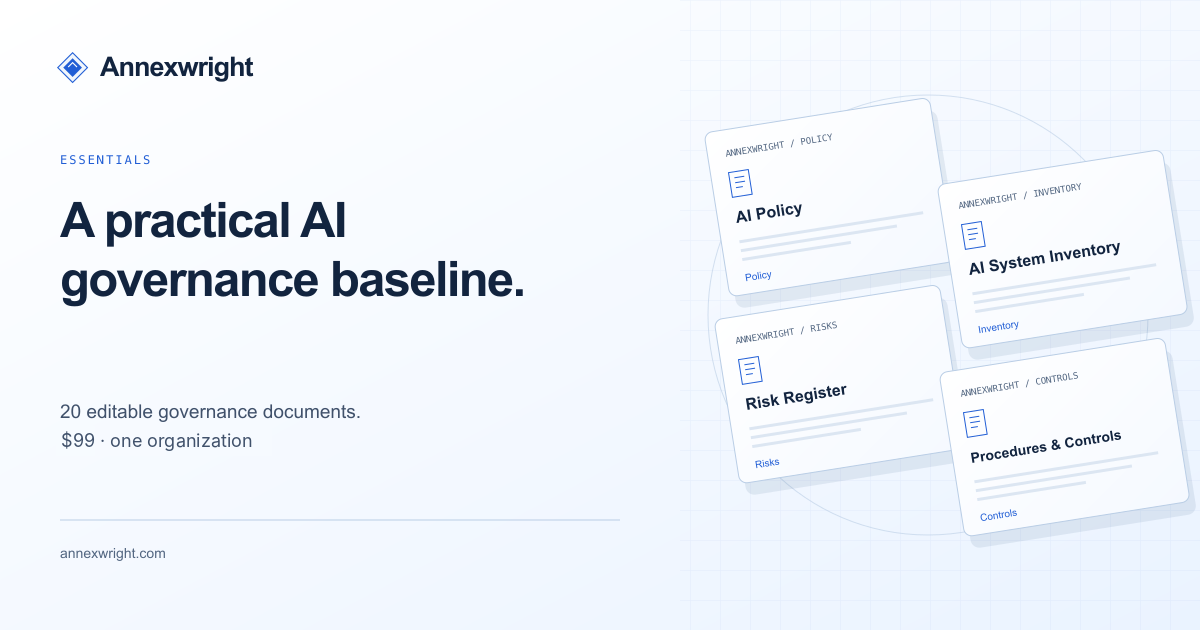 Annexwright
ESSENTIALS
A practical AI
governance baseline.
20 editable governance documents.
$99 · one organization
annexwright.com
ANNEXWRIGHT / POLICY
AI Policy
Policy
ANNEXWRIGHT / INVENTORY
AI System Inventory
Inventory
ANNEXWRIGHT / RISKS
Risk Register
Risks
ANNEXWRIGHT / CONTROLS
Procedures & Controls
Controls